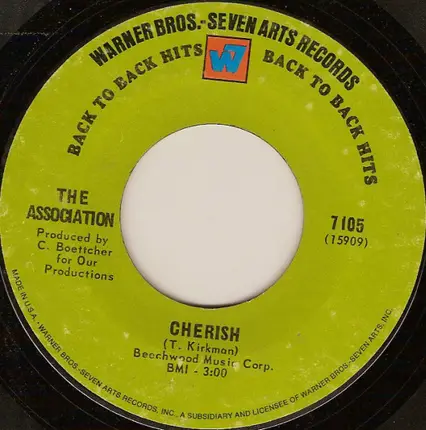 WARNER BROS.-SEVEN ARTS RECORDS
BACK TO BACK HITS
W7
BACK TO BACK HITS
THE
ASSOCIATION
Produced by
C. Boettcher
for Our
Productions
7105
(15909)
CHERISH
(T. Kirkman)
Beechwood Music Corp.
BMI - 3:00
MADE IN U.S.A. - WARNER BROS.-SEVEN ARTS RECORDS, INC., A SUBSIDIARY AND LICENSEE OF WARNER BROS.-SEVEN ARTS, INC.